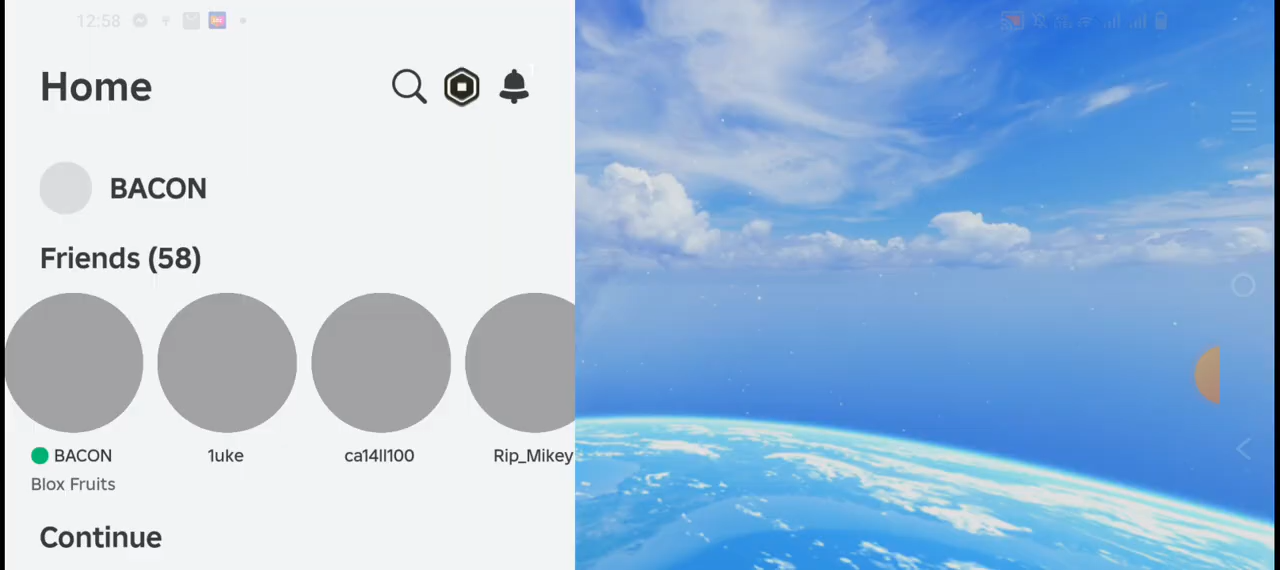 12:58
Home
BACON
Friends (58)
BACON
1uke
ca14ll100
Rip_Mikey
Blox Fruits
Continue